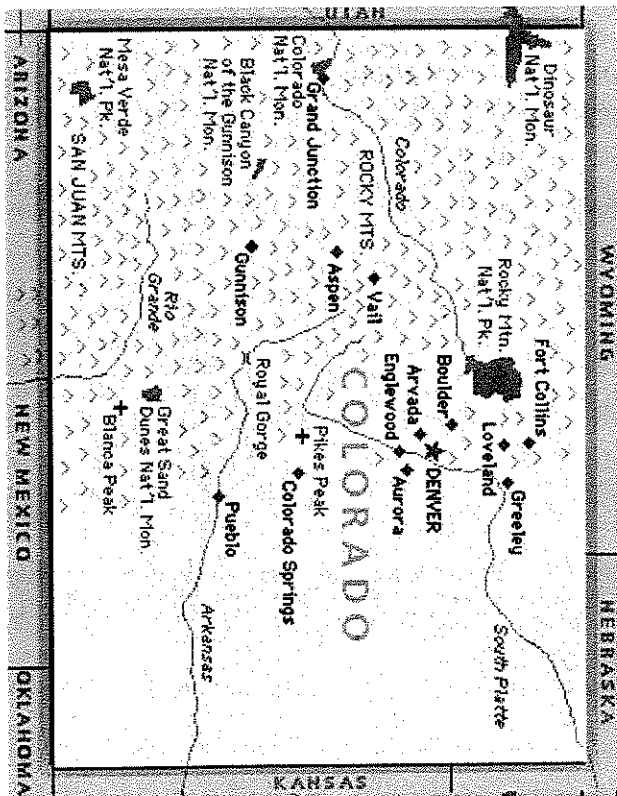 WYOMING
NEBRASKA
UTAH
Dinosaur
Nat'l. Mon.
Rocky Mtn.
Nat'l. Pk.
Fort Collins
Loveland
Greeley
South Platte
Colorado
Boulder
Arvada
Englewood
DENVER
Aurora
ROCKY MTS.
Vail
COLORADO
Grand Junction
Colorado
Nat'l. Mon.
Aspen
Pikes Peak
Colorado Springs
Black Canyon
of the Gunnison
Nat'l. Mon.
Gunnison
Royal Gorge
Pueblo
Arkansas
KANSAS
Mesa Verde
Nat'l. Pk.
SAN JUAN MTS.
Rio
Grande
Great Sand
Dunes Nat'l. Mon
Blanca Peak
ARIZONA
NEW MEXICO
OKLAHOMA